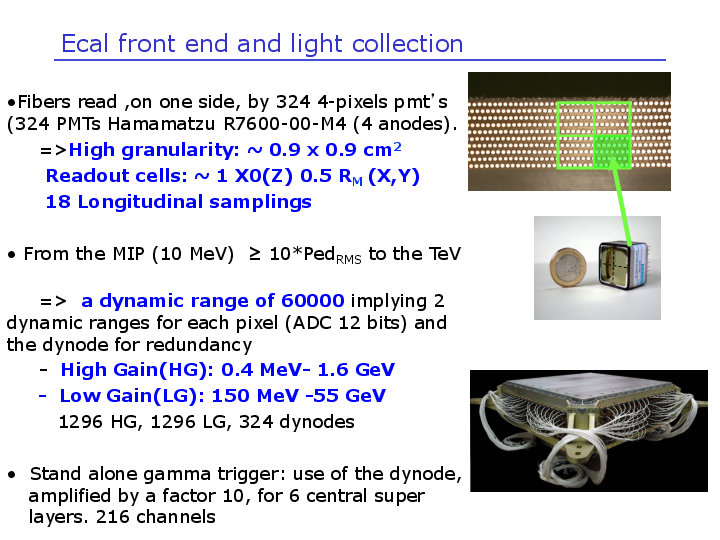 Ecal front end and light collection
•Fibers read ,on one side, by 324 4-pixels pmt’s
(324 PMTs Hamamatzu R7600-00-M4 (4 anodes).
=>High granularity: ~ 0.9 x 0.9 cm²
Readout cells: ~ 1 X0(Z) 0.5 RM (X,Y)
18 Longitudinal samplings
• From the MIP (10 MeV) ≥ 10*PedRMS to the TeV
=> a dynamic range of 60000 implying 2
dynamic ranges for each pixel (ADC 12 bits) and
the dynode for redundancy
– High Gain(HG): 0.4 MeV– 1.6 GeV
– Low Gain(LG): 150 MeV –55 GeV
1296 HG, 1296 LG, 324 dynodes
• Stand alone gamma trigger: use of the dynode,
amplified by a factor 10, for 6 central super
layers. 216 channels